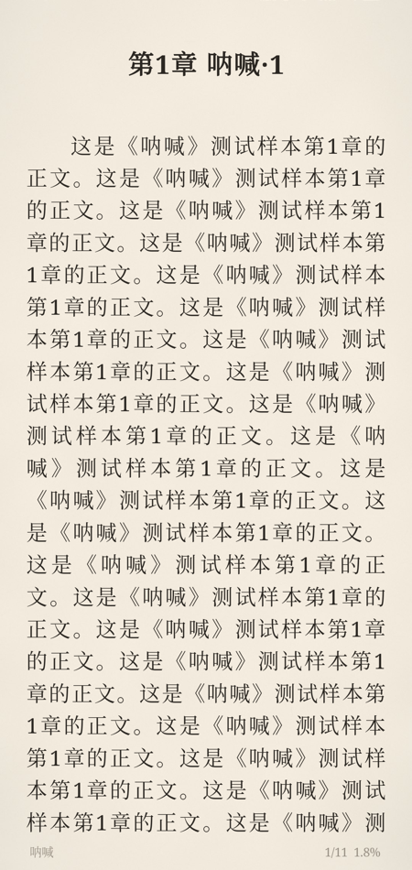 第1章 呐喊·1
这是《呐喊》测试样本第1章的
正文。这是《呐喊》测试样本第1章
的正文。这是《呐喊》测试样本第1
章的正文。这是《呐喊》测试样本第
1章的正文。这是《呐喊》测试样本
第1章的正文。这是《呐喊》测试样
本第1章的正文。这是《呐喊》测试
样本第1章的正文。这是《呐喊》测
试样本第1章的正文。这是《呐喊》
测试样本第1章的正文。这是《呐
喊》测试样本第1章的正文。这是
《呐喊》测试样本第1章的正文。这
是《呐喊》测试样本第1章的正文。
这是《呐喊》测试样本第1章的正
文。这是《呐喊》测试样本第1章的
正文。这是《呐喊》测试样本第1章
的正文。这是《呐喊》测试样本第1
章的正文。这是《呐喊》测试样本第
1章的正文。这是《呐喊》测试样本
第1章的正文。这是《呐喊》测试样
本第1章的正文。这是《呐喊》测试
样本第1章的正文。这是《呐喊》测
呐喊 1/11 1.8%